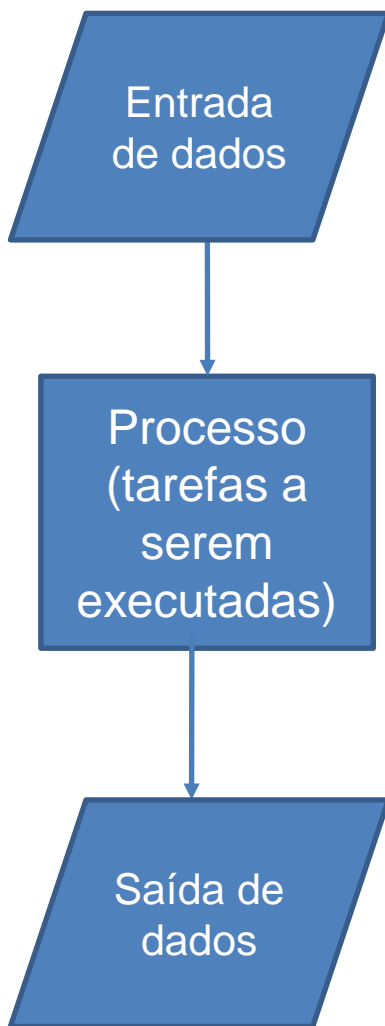 Entrada
de dados
Processo
(tarefas a
serem
executadas)
Saída de
dados